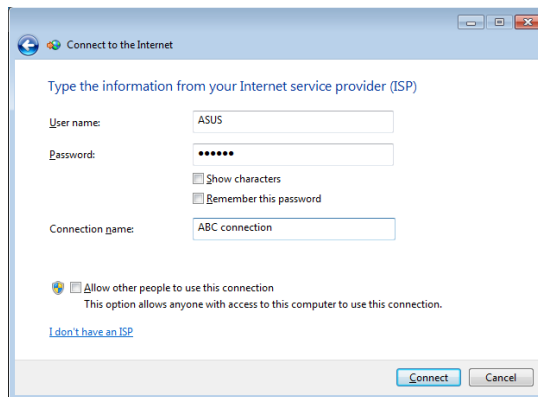 Connect to the Internet
Type the information from your Internet service provider (ISP)
User name: ASUS
Password: ••••••
Show characters
Remember this password
Connection name: ABC connection
Allow other people to use this connection
This option allows anyone with access to this computer to use this connection.
I don't have an ISP
Connect Cancel